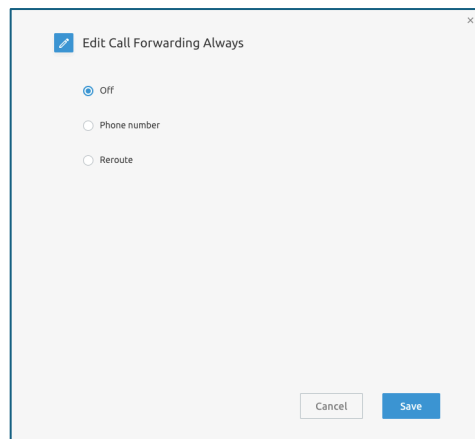 ×
Edit Call Forwarding Always
Off
Phone number
Reroute
Cancel Save